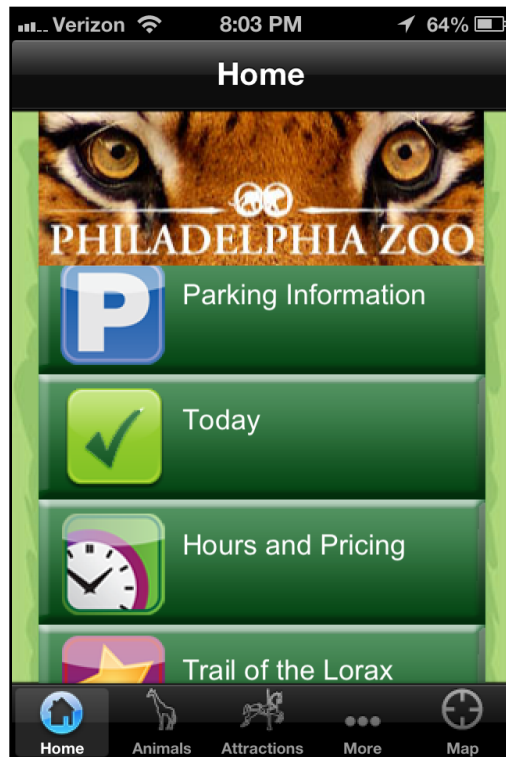 Verizon 8:03 PM 64%
Home
PHILADELPHIA ZOO
P Parking Information
Today
Hours and Pricing
Trail of the Lorax
Home Animals Attractions More Map